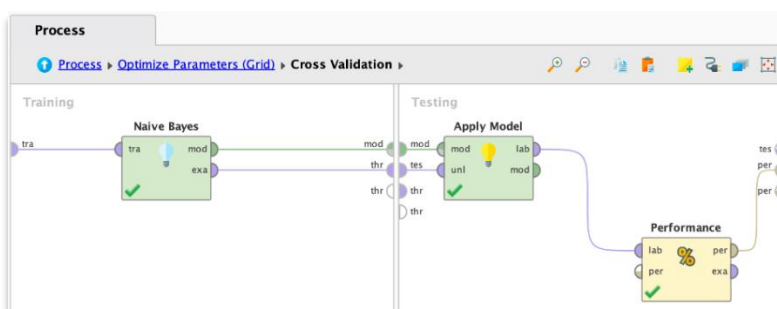 Process
Process ▸ Optimize Parameters (Grid) ▸ Cross Validation ▸
Training
Testing
Naive Bayes
Apply Model
tra
tra
mod
exa
mod
thr
thr
mod
tes
thr
thr
mod
unl
lab
mod
tes
per
per
Performance
lab
per
per
exa
%